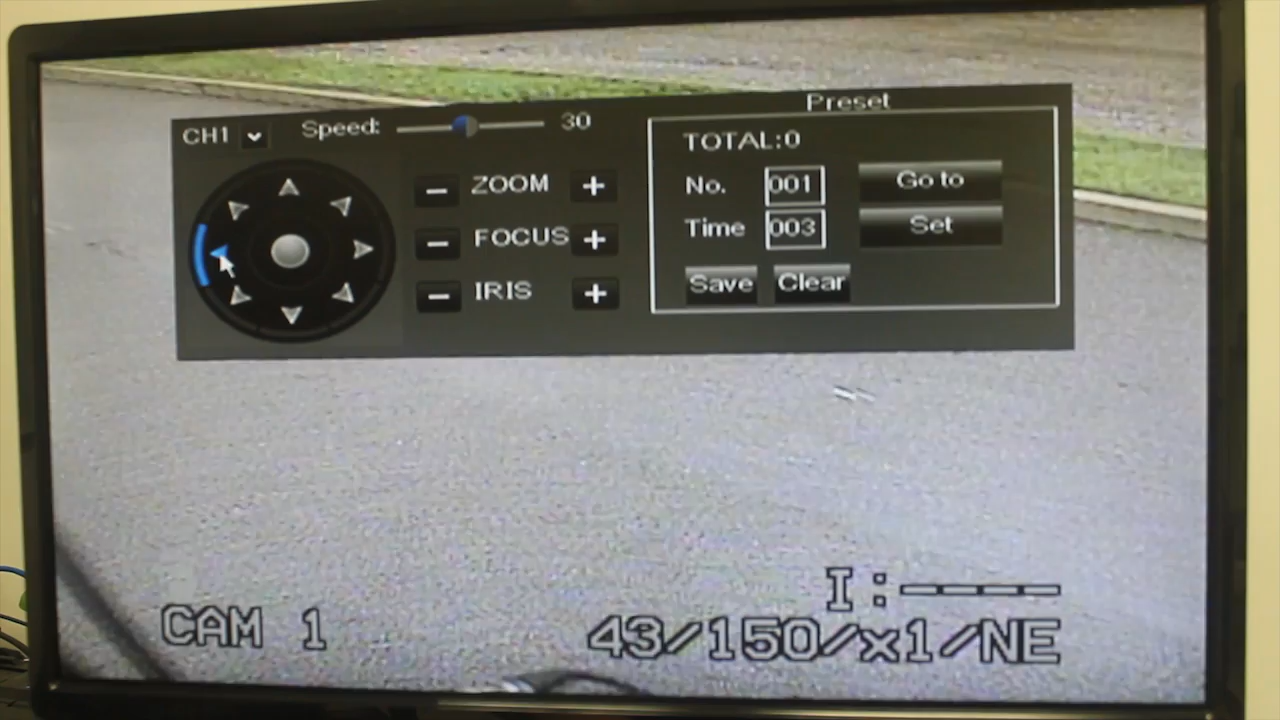 Preset
CH1 Speed: 30
TOTAL:0
ZOOM
No. 001 Go to
FOCUS
Time 003 Set
IRIS
Save Clear
I:----
CAM 1
43/150/x1/NE